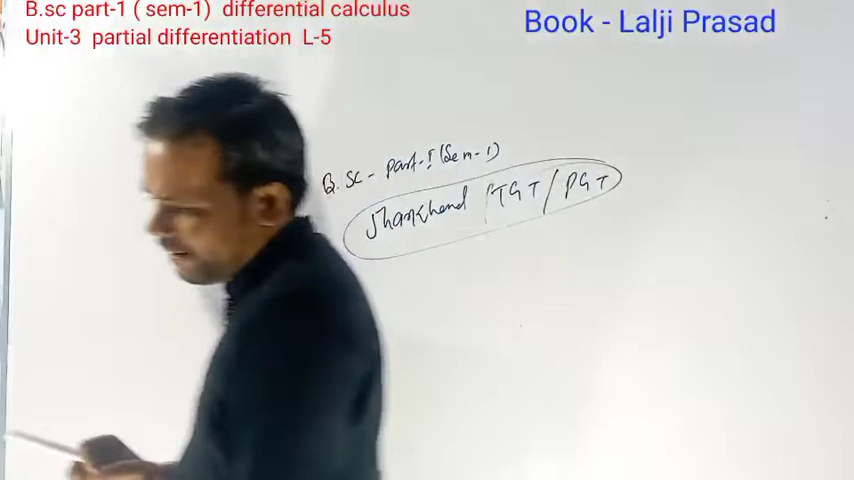 B.sc part-1 ( sem-1) differential calculus
Unit-3 partial differentiation L-5
Book - Lalji Prasad
B.SC - Part-I (Sem-1)
Jharkhand TGT/PGT